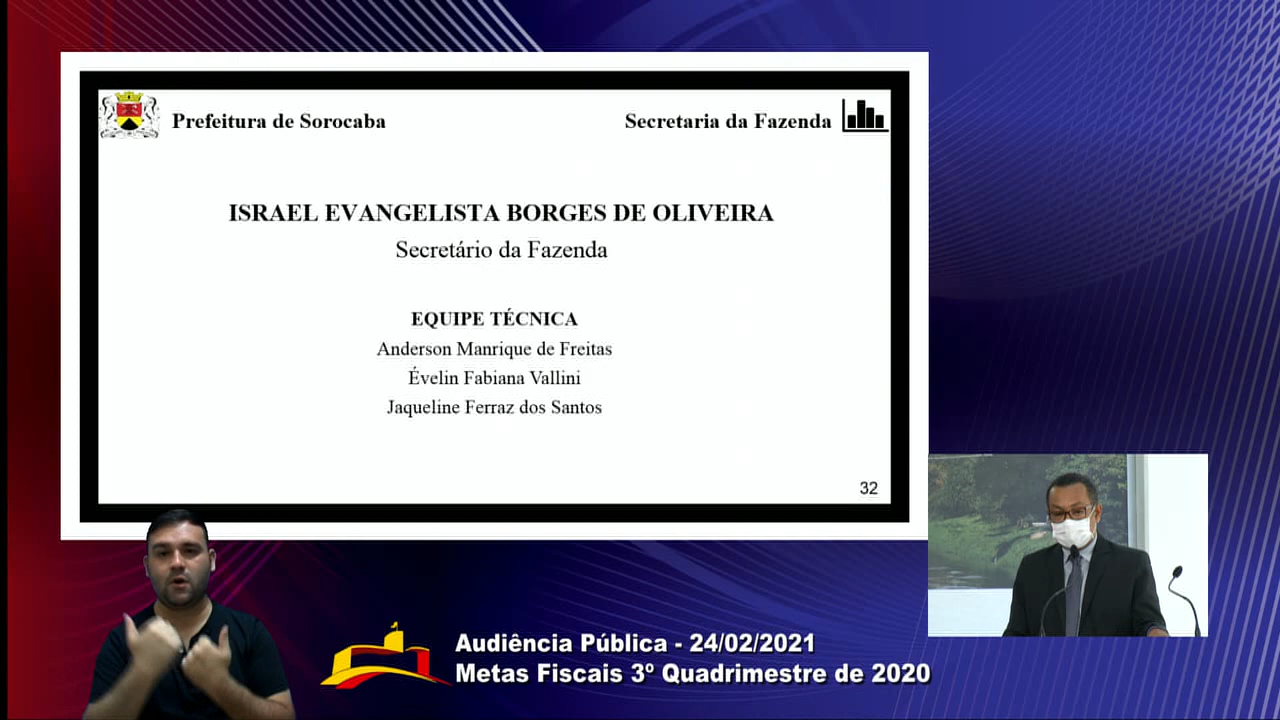 Prefeitura de Sorocaba
Secretaria da Fazenda
ISRAEL EVANGELISTA BORGES DE OLIVEIRA
Secretário da Fazenda
EQUIPE TÉCNICA
Anderson Manrique de Freitas
Évelin Fabiana Vallini
Jaqueline Ferraz dos Santos
32
Audiência Pública - 24/02/2021
Metas Fiscais 3º Quadrimestre de 2020